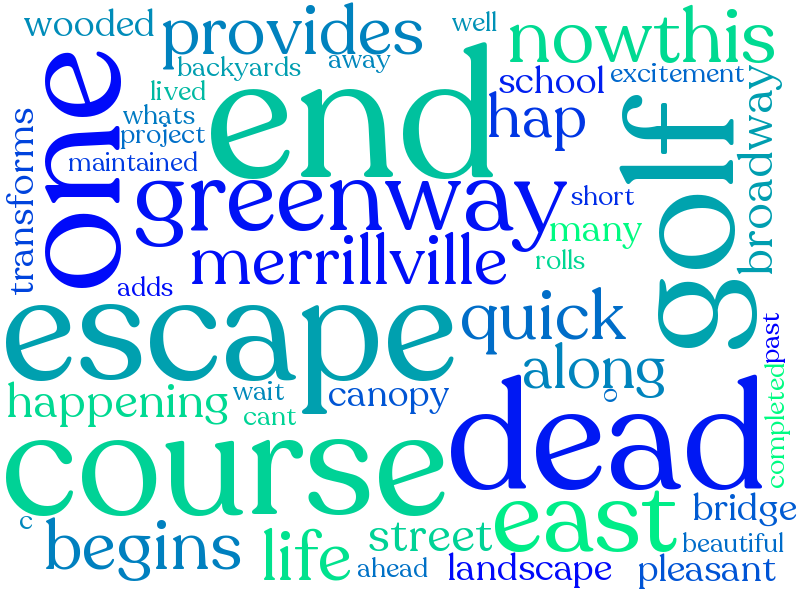 wooded
provides
well
nowthis
backyards
away
one
lived
end
school
excitement
whats
hap
golf
project
broadway
transforms
maintained
greenway
short
many
merrillville
rolls
adds
escape
quick
past
along
happening
wait
canopy
o
cant
course
dead
completed
c
begins
life
street
east
bridge
beautiful
ahead
landscape
pleasant